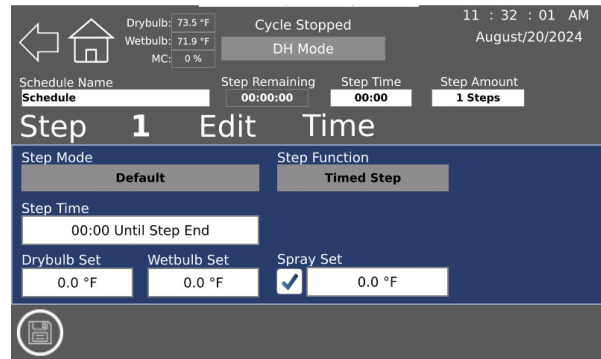 Drybulb: 73.5 °F Cycle Stopped 11 : 32 : 01 AM
Wetbulb: 71.9 °F DH Mode August/20/2024
MC: 0 %
Schedule Name Step Remaining Step Time Step Amount
Schedule 00:00:00 00:00 1 Steps
Step 1 Edit Time
Step Mode Step Function
Default Timed Step
Step Time
00:00 Until Step End
Drybulb Set Wetbulb Set Spray Set
0.0 °F 0.0 °F 0.0 °F